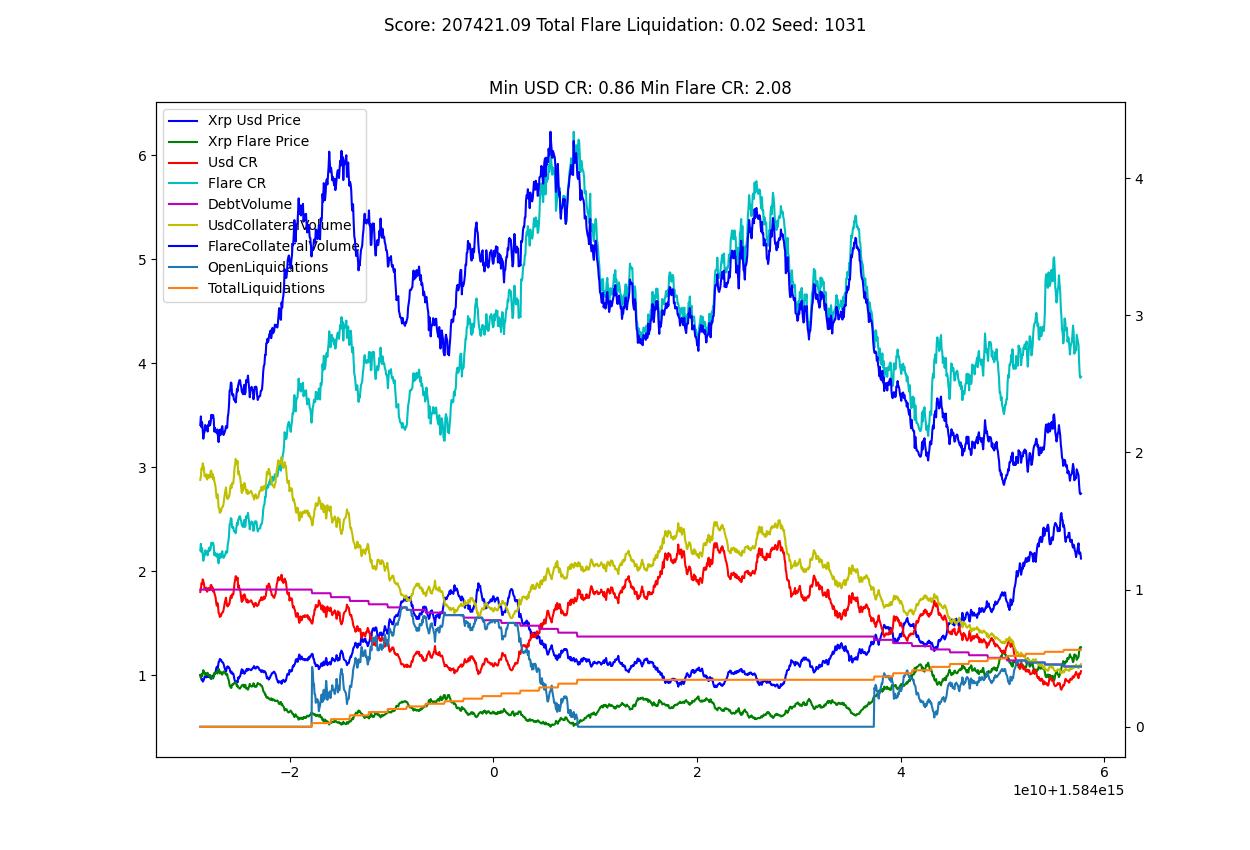 Score: 207421.09 Total Flare Liquidation: 0.02 Seed: 1031
Min USD CR: 0.86 Min Flare CR: 2.08
Xrp Usd Price
Xrp Flare Price
Usd CR
Flare CR
DebtVolume
UsdCollateralVolume
FlareCollateralVolume
OpenLiquidations
TotalLiquidations
6
5
4
3
2
1
4
3
2
1
0
−2
0
2
4
6
1e10+1.584e15